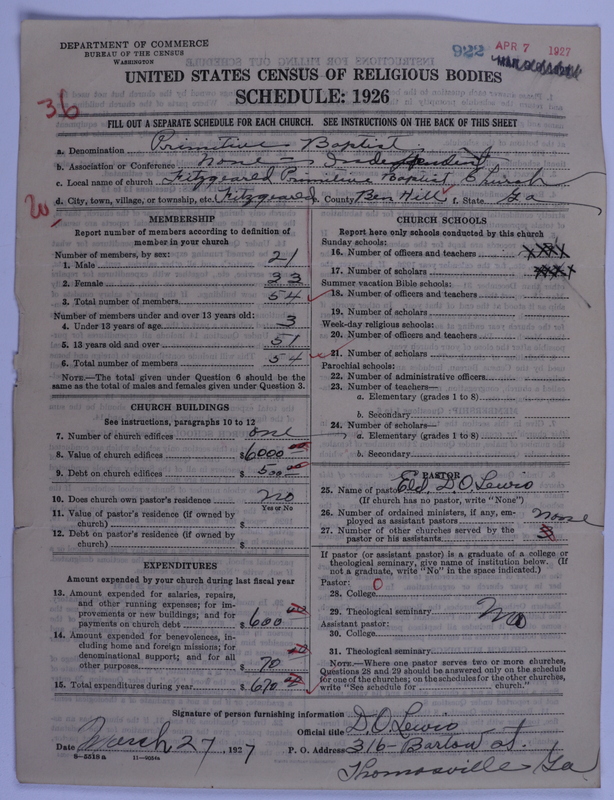 DEPARTMENT OF COMMERCE
BUREAU OF THE CENSUS
WASHINGTON
922 APR 7 1927
UNITED STATES CENSUS OF RELIGIOUS BODIES
SCHEDULE: 1926
36
FILL OUT A SEPARATE SCHEDULE FOR EACH CHURCH. SEE INSTRUCTIONS ON THE BACK OF THIS SHEET
a. Denomination Primitive Baptist
b. Association or Conference None — Independent
c. Local name of church Fitzgeared Primitive Baptist Church
d. City, town, village, or township, etc. Fitzgeared e. County Ben Hill f. State Ga
MEMBERSHIP
Report number of members according to definition of member in your church
Number of members, by sex:
1. Male 21
2. Female 33
3. Total number of members 54
Number of members under and over 13 years old:
4. Under 13 years of age 3
5. 13 years old and over 51
6. Total number of members 54
NOTE.—The total given under Question 6 should be the same as the total of males and females given under Question 3.
CHURCH BUILDINGS
See instructions, paragraphs 10 to 12
7. Number of church edifices one
8. Value of church edifices $6000 00
9. Debt on church edifices $500 00
10. Does church own pastor's residence No
Yes or No
11. Value of pastor's residence (if owned by church) $
12. Debt on pastor's residence (if owned by church) $
EXPENDITURES
Amount expended by your church during last fiscal year
13. Amount expended for salaries, repairs, and other running expenses; for improvements or new buildings; and for payments on church debt $600 00
14. Amount expended for benevolences, including home and foreign missions; for denominational support; and for all other purposes $70 00
15. Total expenditures during year $670 00
CHURCH SCHOOLS
Report here only schools conducted by this church
Sunday schools:
16. Number of officers and teachers XXXX
17. Number of scholars XXXX
Summer vacation Bible schools:
18. Number of officers and teachers
19. Number of scholars
Week-day religious schools:
20. Number of officers and teachers
21. Number of scholars
Parochial schools:
22. Number of administrative officers
23. Number of teachers—
a. Elementary (grades 1 to 8)
b. Secondary
24. Number of scholars—
a. Elementary (grades 1 to 8)
b. Secondary
PASTOR
25. Name of pastor Eld, D. O. Lewis
(If church has no pastor, write "None")
26. Number of ordained ministers, if any, employed as assistant pastors None
27. Number of other churches served by the pastor or his assistants 3
If pastor (or assistant pastor) is a graduate of a college or theological seminary, give name of institution below. (If not a graduate, write "No" in the space indicated.)
Pastor: 0
28. College
29. Theological seminary No
Assistant pastor:
30. College
31. Theological seminary
NOTE.—Where one pastor serves two or more churches, Questions 28 and 29 should be answered only on the schedule for one of the churches; on the schedules for the other churches, write "See schedule for church."
Signature of person furnishing information D. O. Lewis
Official title
Date March 27, 1927 P. O. Address 316- Barlow st.
Thomasville Ga
8—5518a 11—9054a